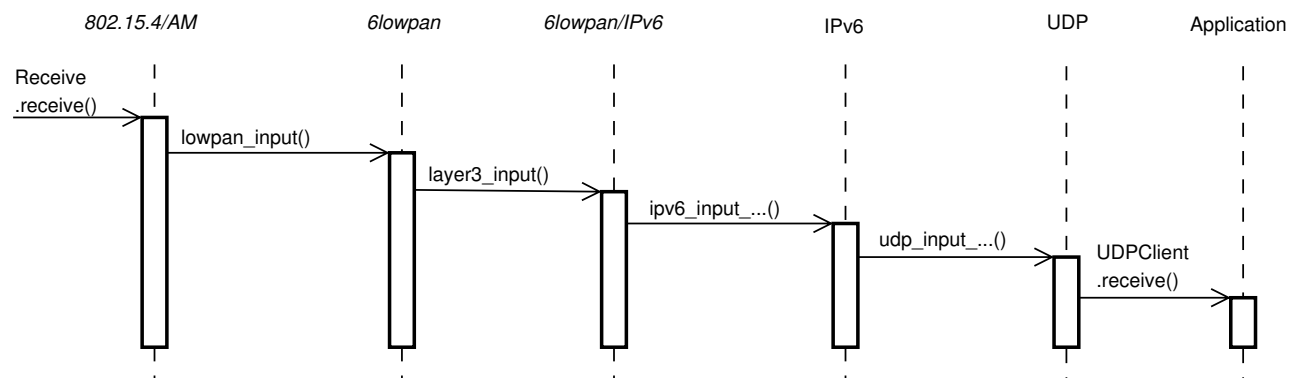 802.15.4/AM 6lowpan 6lowpan/IPv6 IPv6 UDP Application
Receive
.receive()
lowpan_input()
layer3_input()
ipv6_input_...()
udp_input_...()
UDPClient
.receive()